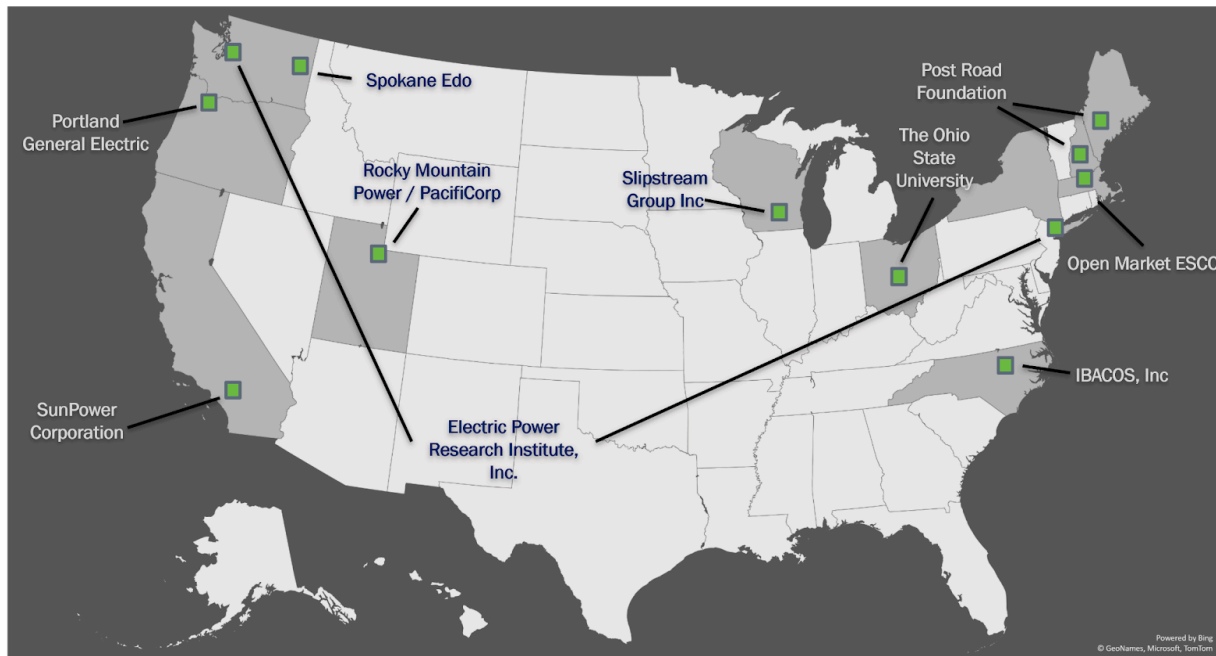 Spokane Edo
Portland
General Electric
Rocky Mountain
Power / PacifiCorp
Slipstream
Group Inc
Post Road
Foundation
The Ohio
State
University
Open Market ESCO
IBACOS, Inc
SunPower
Corporation
Electric Power
Research Institute,
Inc.
Powered by Bing
© GeoNames, Microsoft, TomTom